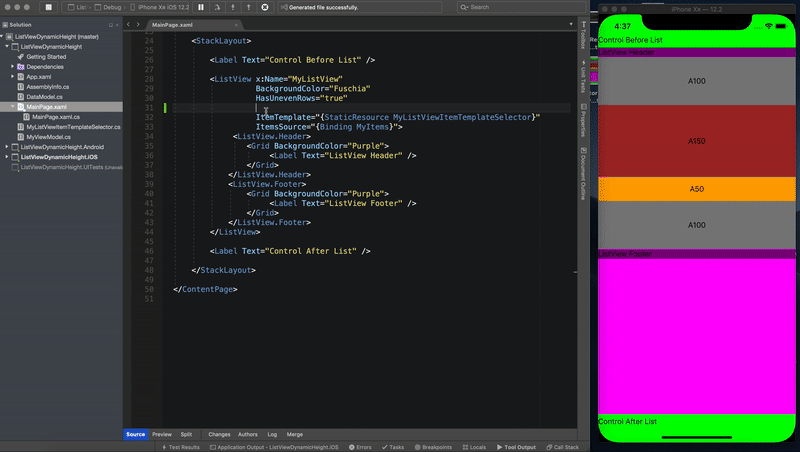 List
Debug
iPhone Xʀ iOS 12.2
Generated file successfully.
Search
Solution
ListViewDynamicHeight (master)
ListViewDynamicHeight
Getting Started
Dependencies
App.xaml
AssemblyInfo.cs
DataModel.cs
MainPage.xaml
MainPage.xaml.cs
MyListViewItemTemplateSelector.cs
MyViewModel.cs
ListViewDynamicHeight.Android
ListViewDynamicHeight.iOS
ListViewDynamicHeight.UITests
MainPage.xaml
24
25 <StackLayout>
26
27 <Label Text="Control Before List" />
28
29 <ListView x:Name="MyListView"
BackgroundColor="Fuschia"
30 HasUnevenRows="true"
31
32 ItemTemplate="{StaticResource MyListViewItemTemplateSelector}"
35 ItemsSource="{Binding MyItems}">
36 <ListView.Header>
37 <Grid BackgroundColor="Purple">
38 <Label Text="ListView Header" />
39 </Grid>
</ListView.Header>
<ListView.Footer>
40 <Grid BackgroundColor="Purple">
41 <Label Text="ListView Footer" />
42 </Grid>
43 </ListView.Footer>
44 </ListView>
45
46 <Label Text="Control After List" />
47
48 </StackLayout>
49
50 </ContentPage>
51
Source
Preview
Split
Changes
Authors
Log
Merge
Test Results
Application Output - ListViewDynamicHeight.iOS
Errors
Tasks
Breakpoints
Locals
Tool Output
Call Stack
Toolbox
Unit Tests
Properties
Document Outline
iPhone Xʀ — 12.2
4:37
Control Before List
ListView Header
A100
A150
A50
A100
ListView Footer
Control After List